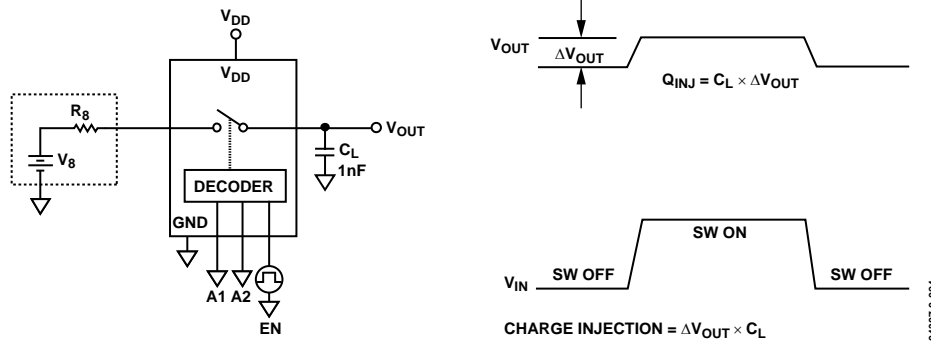 VDD
VDD
R8
V8
VOUT
CL
1nF
DECODER
GND
A1 A2
EN
VOUT
ΔVOUT
QINJ = CL × ΔVOUT
SW ON
VIN
SW OFF
SW OFF
CHARGE INJECTION = ΔVOUT × CL